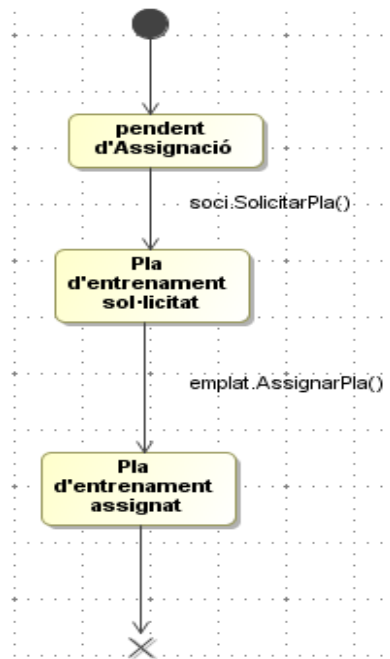 pendent
d'Assignació
soci.SolicitarPla()
Pla
d'entrenament
sol·licitat
emplat.AssignarPla()
Pla
d'entrenament
assignat